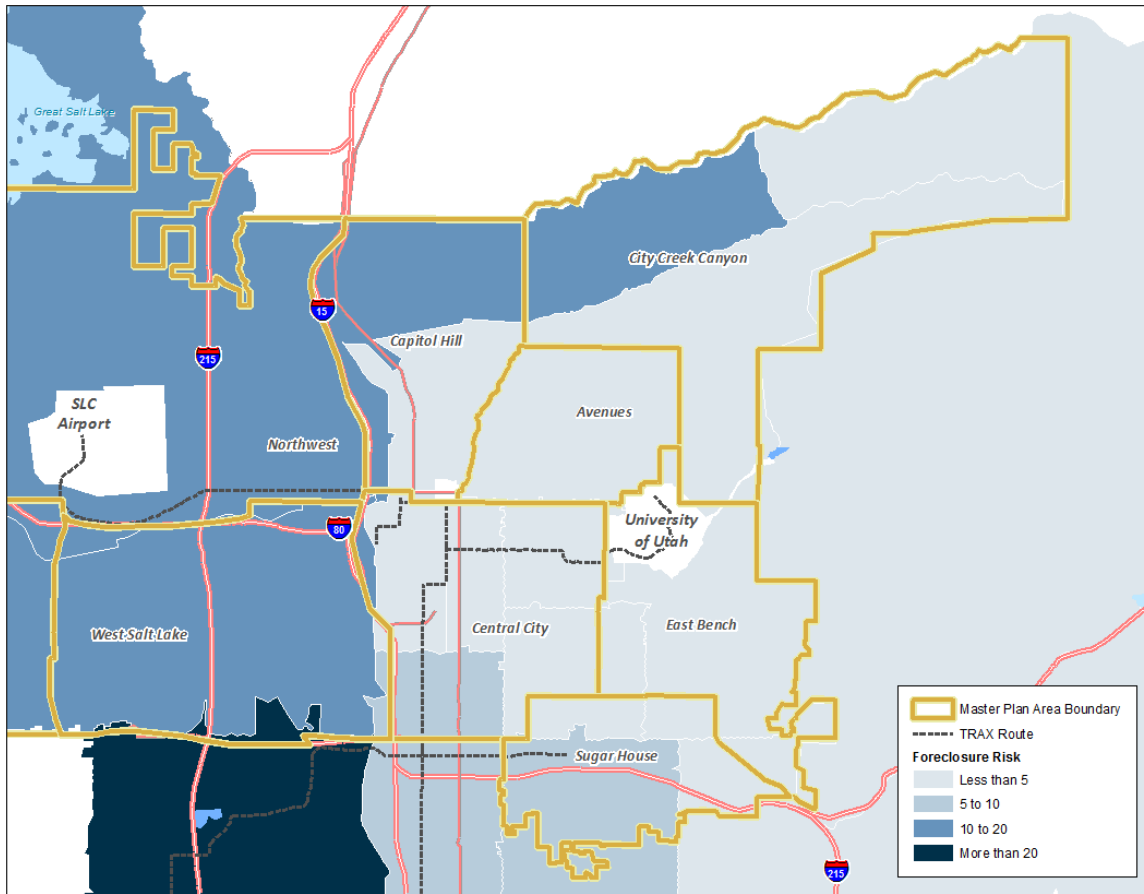 Great Salt Lake
City Creek Canyon
15
Capitol Hill
215
SLC
Airport
Avenues
Northwest
80
University
of Utah
West Salt Lake
Central City
East Bench
Sugar House
215
Master Plan Area Boundary
TRAX Route
Foreclosure Risk
Less than 5
5 to 10
10 to 20
More than 20